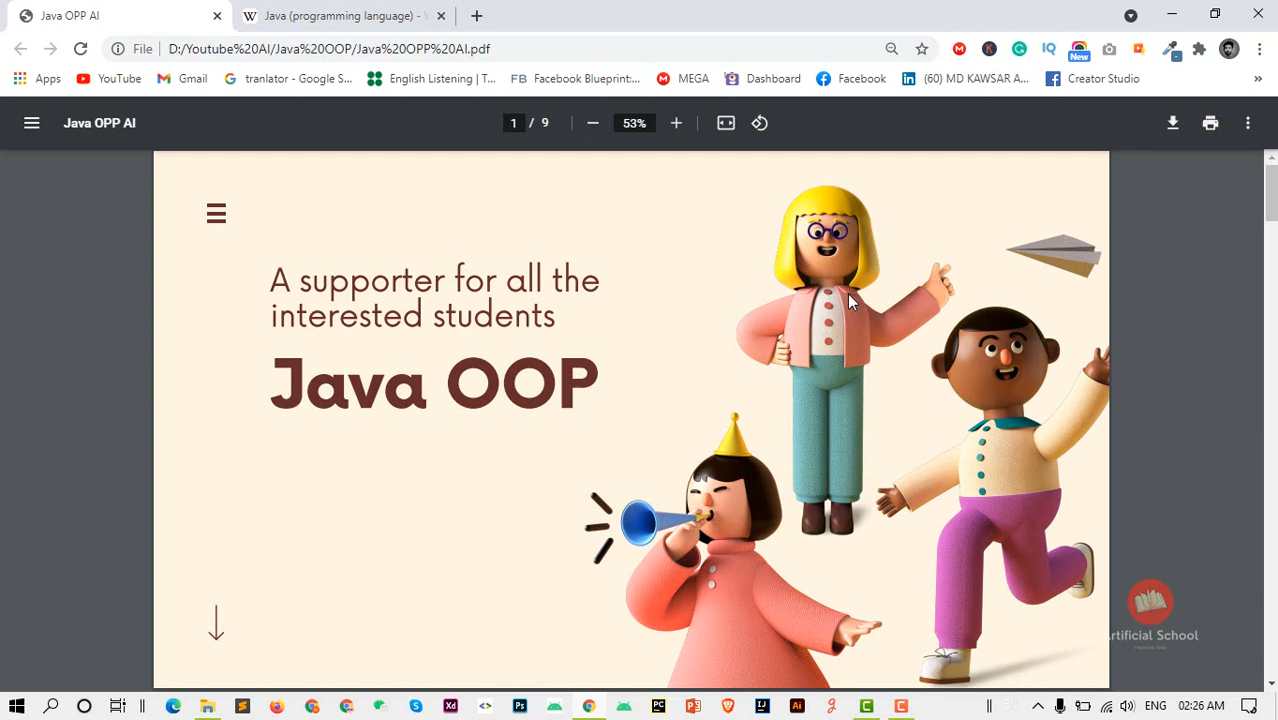 Java OPP AI
Java (programming language) - W
File
D:/Youtube%20AI/Java%20OOP/Java%20OPP%20AI.pdf
New
Apps
YouTube
Gmail
tranlator - Google S...
English Listening | T...
FB
Facebook Blueprint:...
MEGA
Dashboard
Facebook
(60) MD KAWSAR A...
Creator Studio
Java OPP AI
1 / 9
53%
A supporter for all the
interested students
Java OOP
Artificial School
ENG
02:26 AM